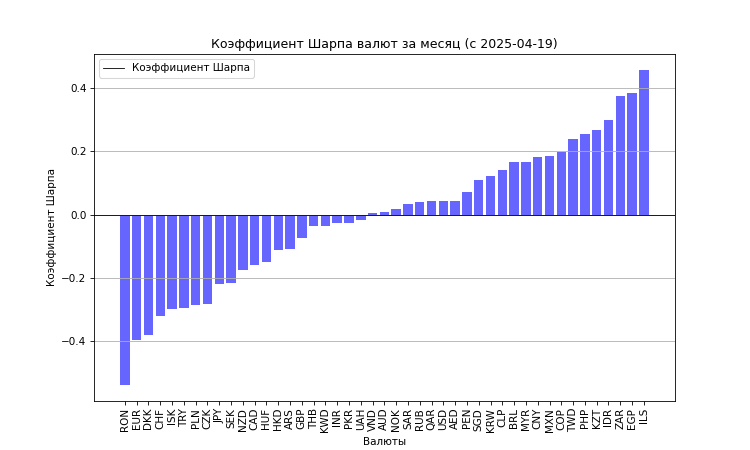 Коэффициент Шарпа валют за месяц (с 2025-04-19)
Коэффициент Шарпа
Коэффициент Шарпа
0.4
0.2
0.0
−0.2
−0.4
RON EUR DKK CHF ISK TRY PLN CZK JPY SEK NZD CAD HUF HKD ARS GBP THB KWD INR PKR UAH VND AUD NOK SAR RUB QAR USD AED PEN SGD KRW CLP BRL MYR CNY MXN COP TWD PHP KZT IDR ZAR EGP ILS
Валюты